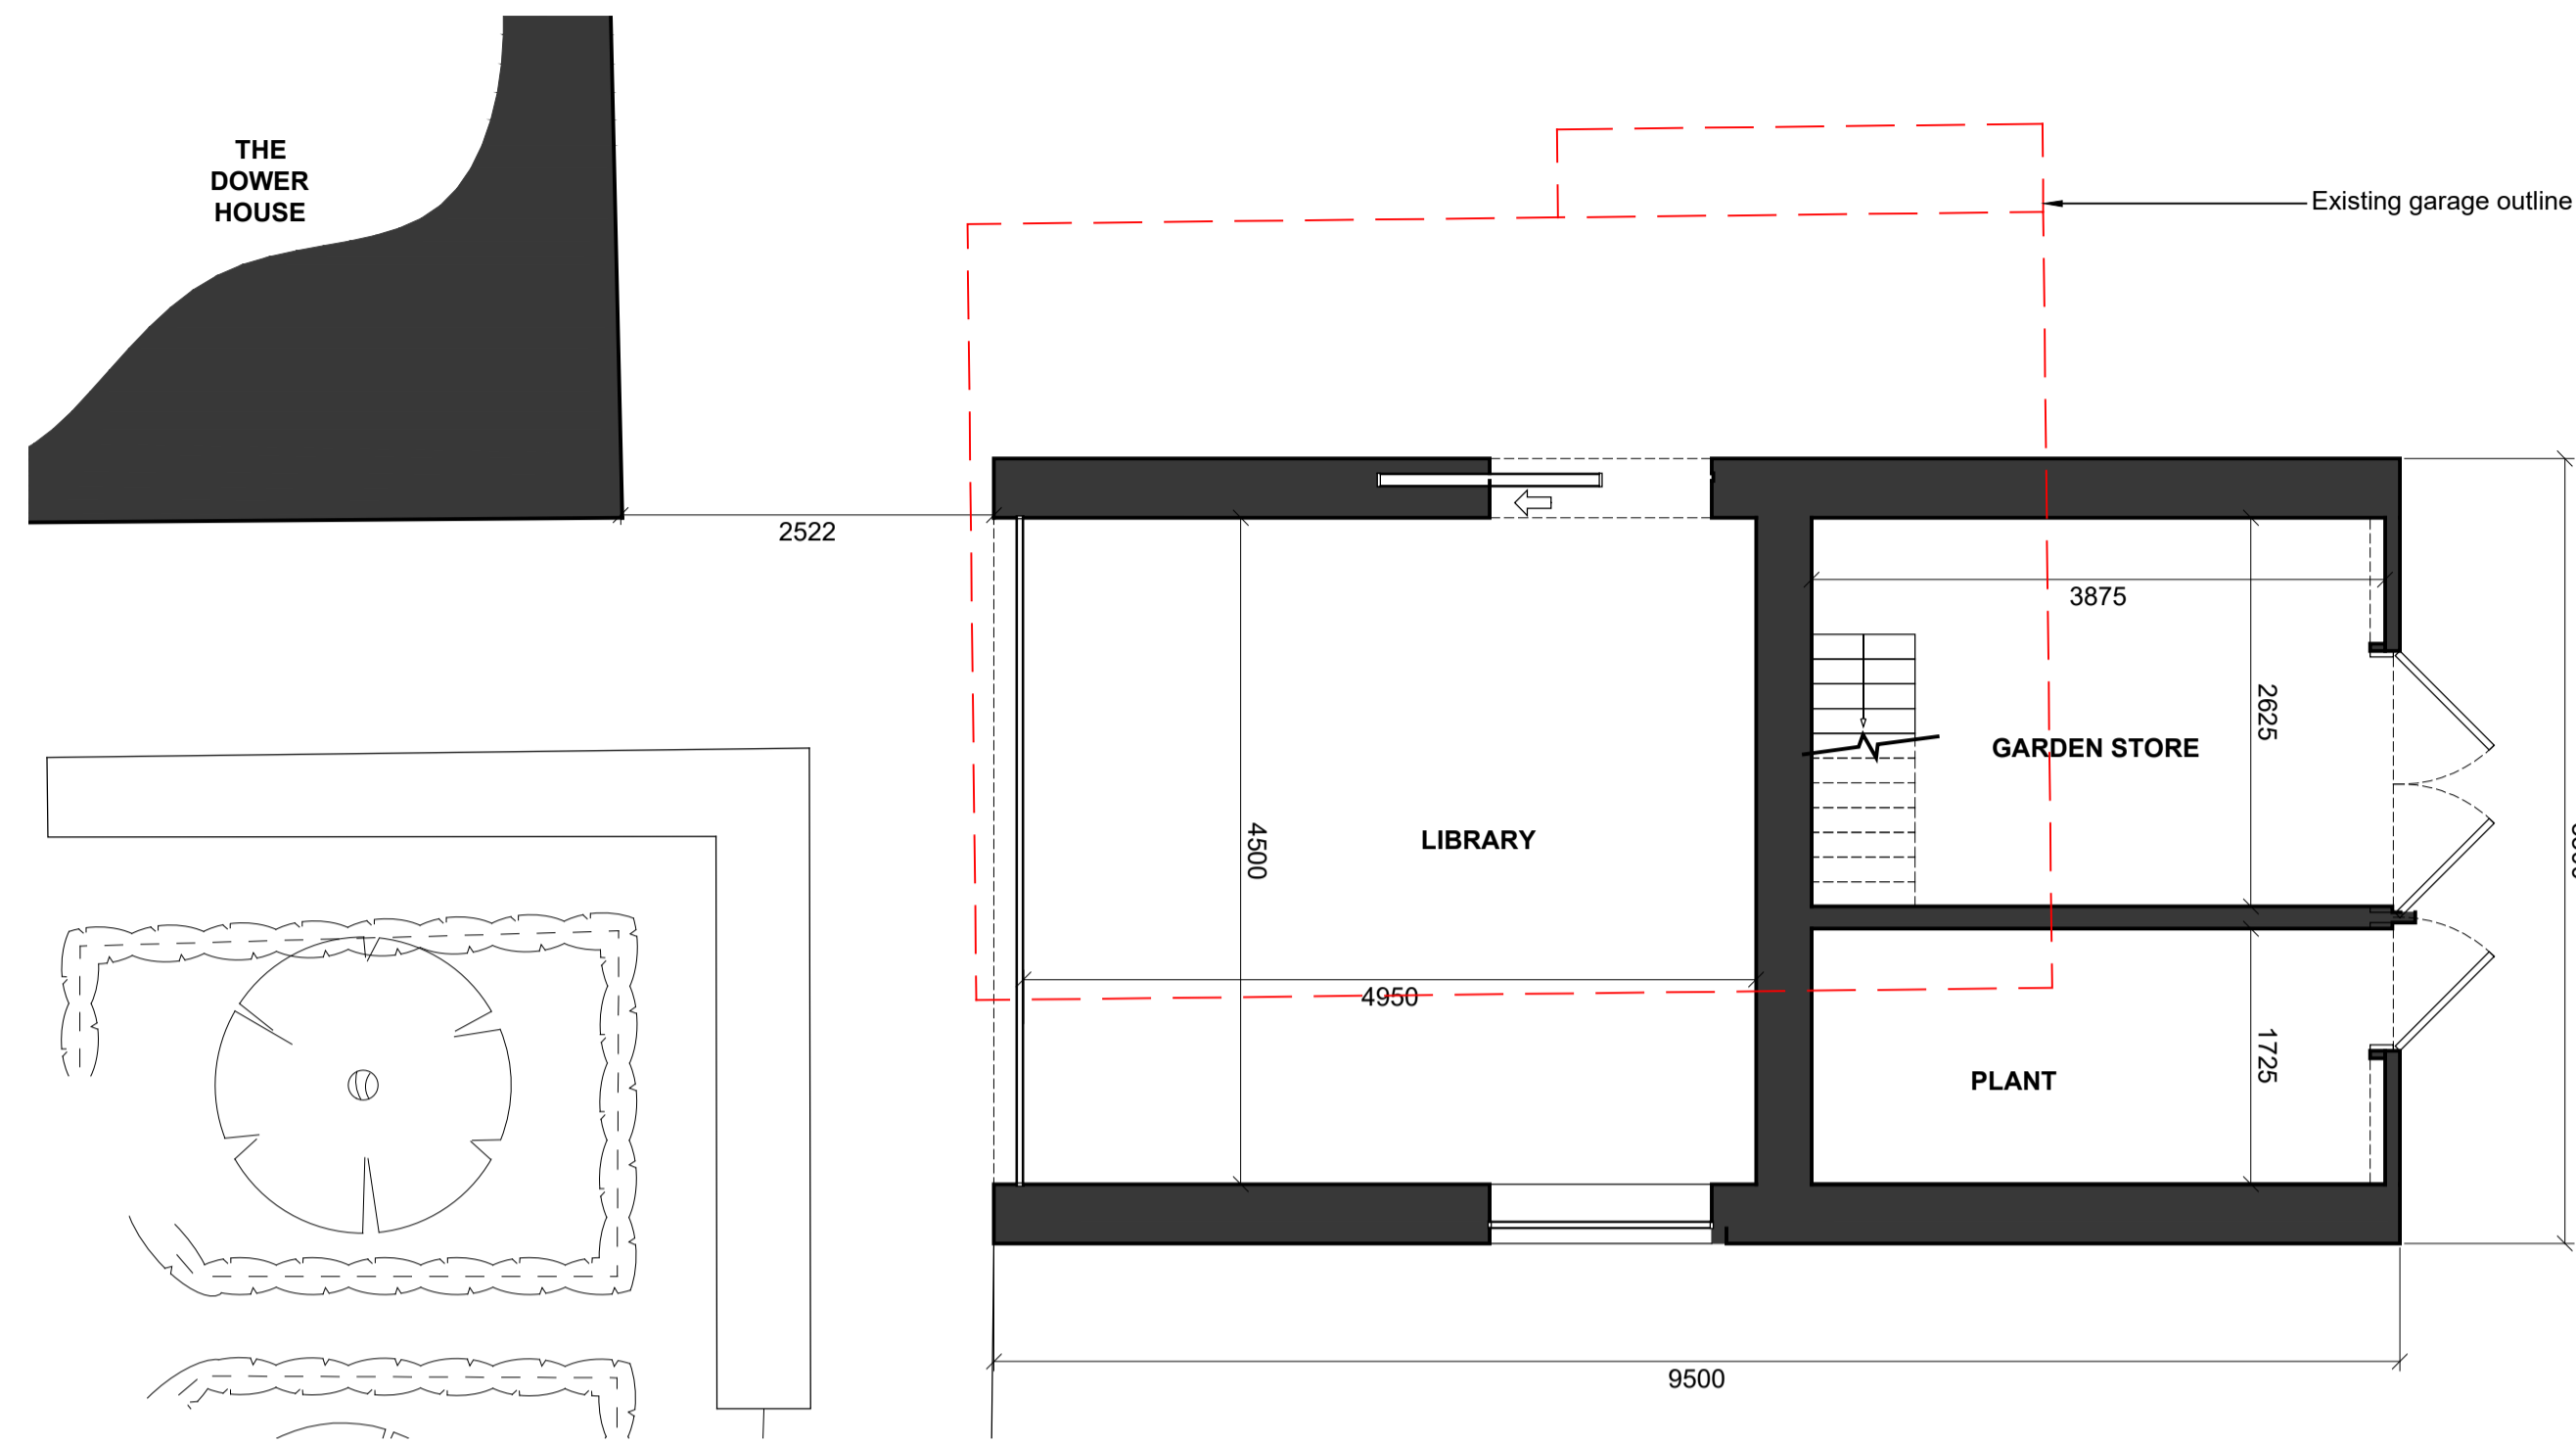 THE
DOWER
HOUSE
Existing garage outline
2522
3875
2625
GARDEN STORE
LIBRARY
4500
4950
1725
PLANT
9500